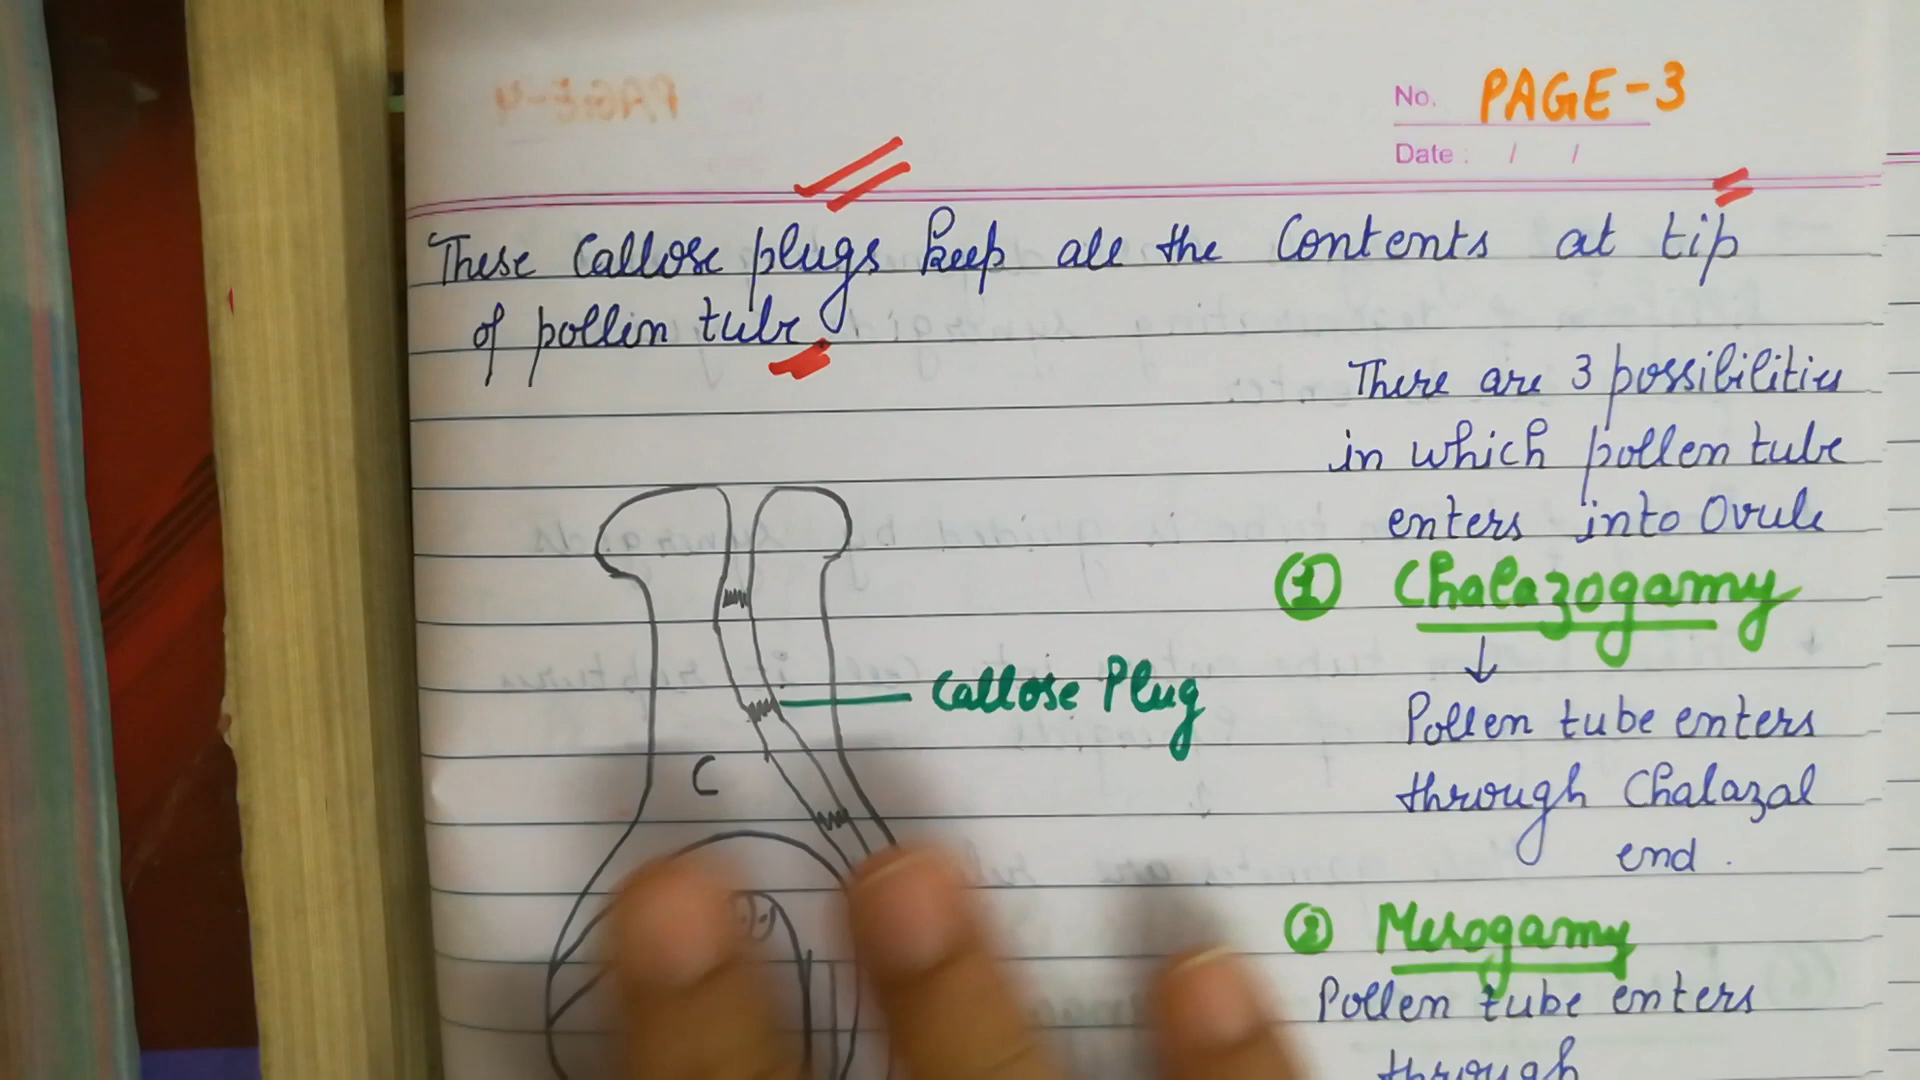 No. PAGE-3
Date : / /
These Callose plugs keep all the Contents at tip
of pollin tube.
There are 3 possibilities
in which pollen tube
enters into Ovule
(1) Chalazogamy
↓
Pollen tube enters
through Chalazal
end.
Callose Plug
C
(2) Mesogamy
Pollen tube enters
through